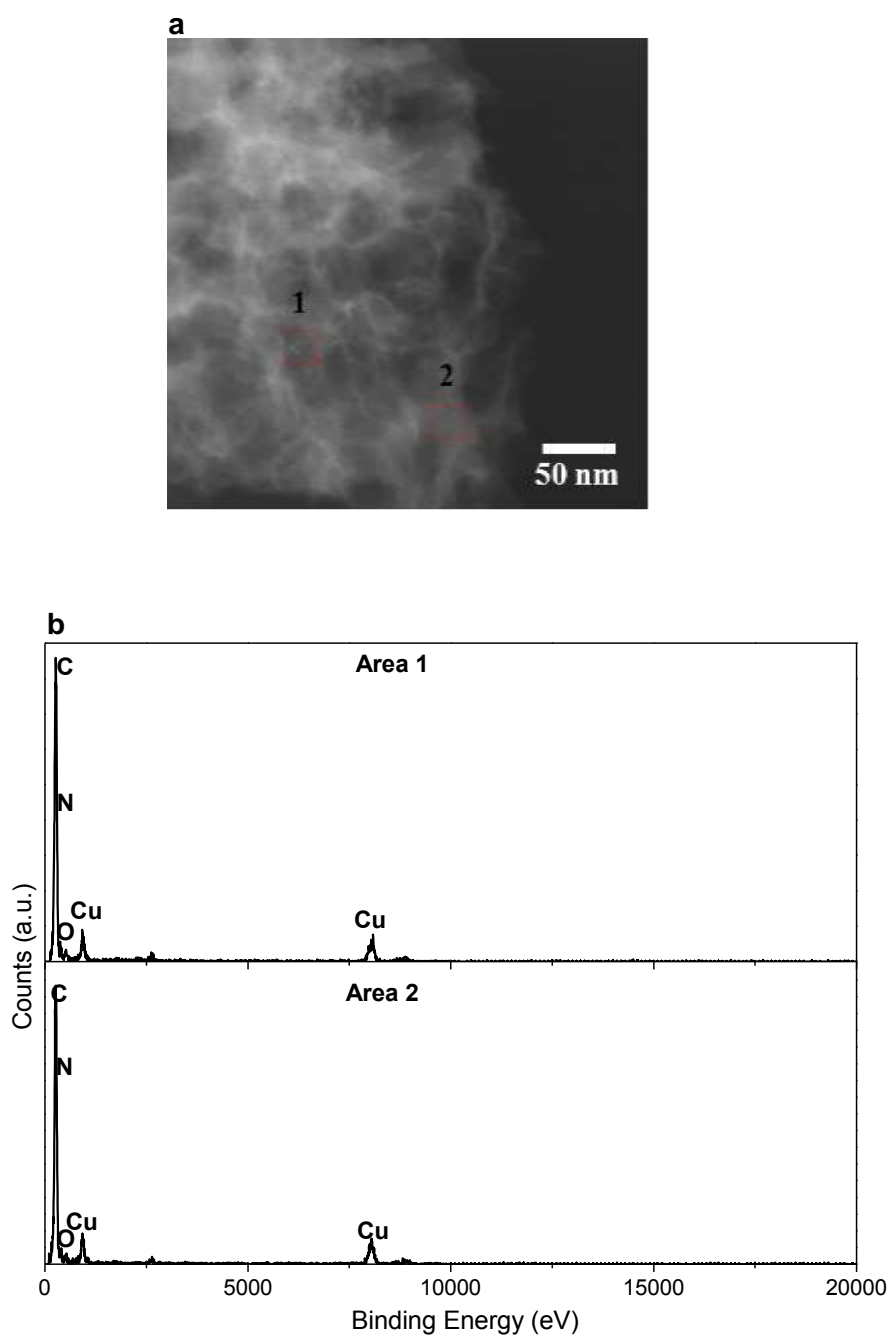 a
1
2
50 nm
b
Area 1
C
N
O
Cu
Cu
Counts (a.u.)
Area 2
C
N
O
Cu
Cu
0 5000 10000 15000 20000
Binding Energy (eV)